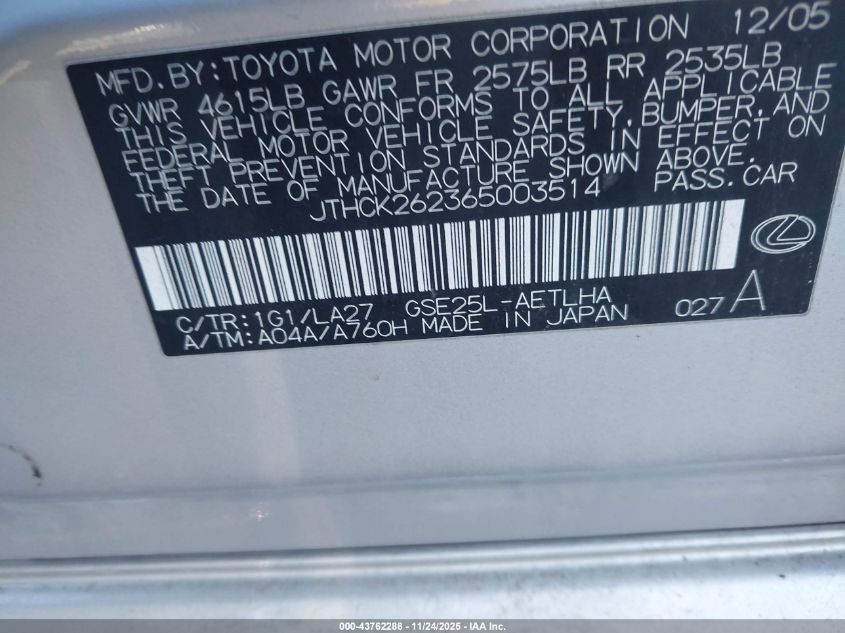 MFD.BY:TOYOTA MOTOR CORPORATION 12/05
GVWR 4615LB GAWR FR 2575LB RR 2535LB
THIS VEHICLE CONFORMS TO ALL APPLICABLE
FEDERAL MOTOR VEHICLE SAFETY,BUMPER,AND
THEFT PREVENTION STANDARDS IN EFFECT ON
THE DATE OF MANUFACTURE SHOWN ABOVE.
JTHCK262365003514 PASS.CAR
C/TR:1G1/LA27 GSE25L-AETLHA 027A
A/TM:A04A/A760H MADE IN JAPAN
000-43762288 - 11/24/2025 - IAA Inc.